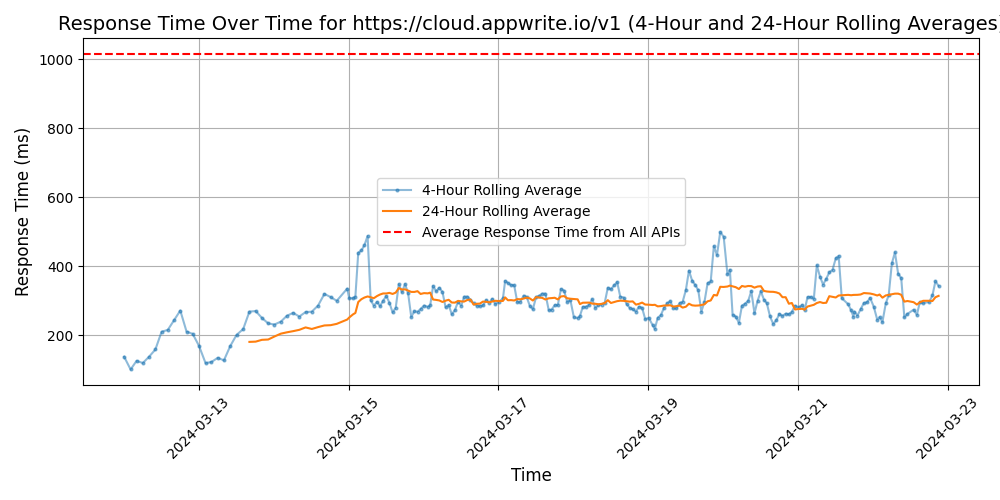 Response Time Over Time for https://cloud.appwrite.io/v1 (4-Hour and 24-Hour Rolling Averages)
Response Time (ms)
1000
800
600
400
200
4-Hour Rolling Average
24-Hour Rolling Average
Average Response Time from All APIs
2024-03-13
2024-03-15
2024-03-17
2024-03-19
2024-03-21
2024-03-23
Time